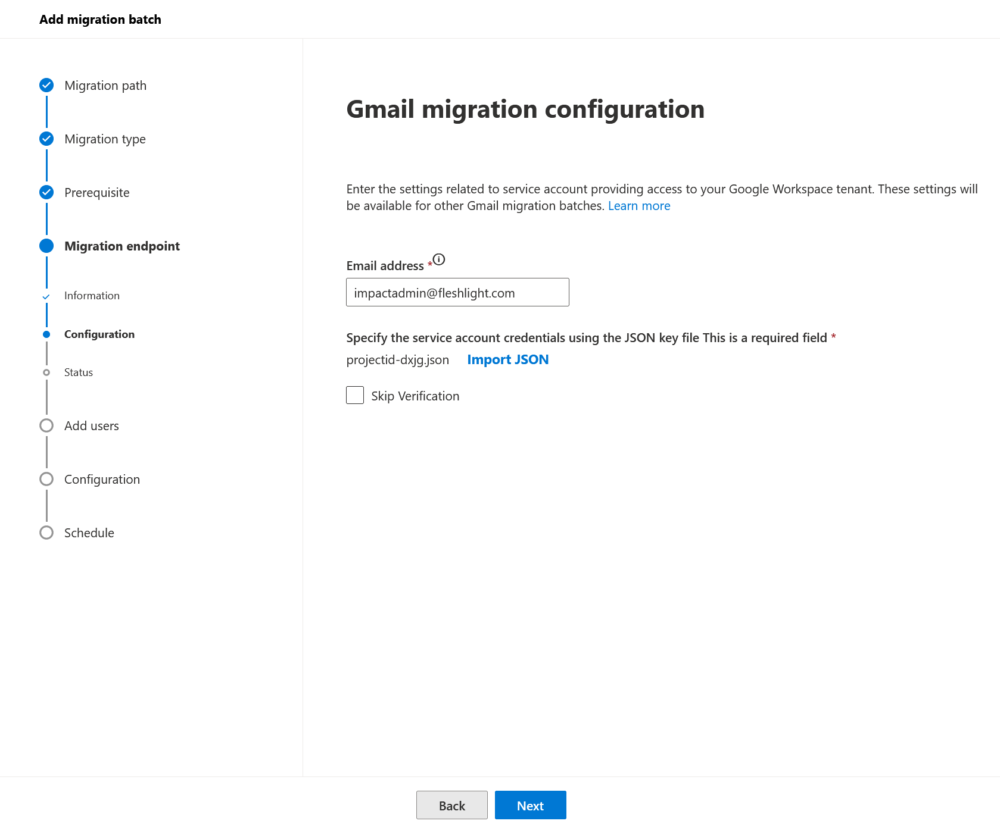 Add migration batch
Migration path
Migration type
Prerequisite
Migration endpoint
Information
Configuration
Status
Add users
Configuration
Schedule
Gmail migration configuration
Enter the settings related to service account providing access to your Google Workspace tenant. These settings will
be available for other Gmail migration batches. Learn more
Email address *
impactadmin@fleshlight.com
Specify the service account credentials using the JSON key file This is a required field *
projectid-dxjg.json Import JSON
Skip Verification
Back Next